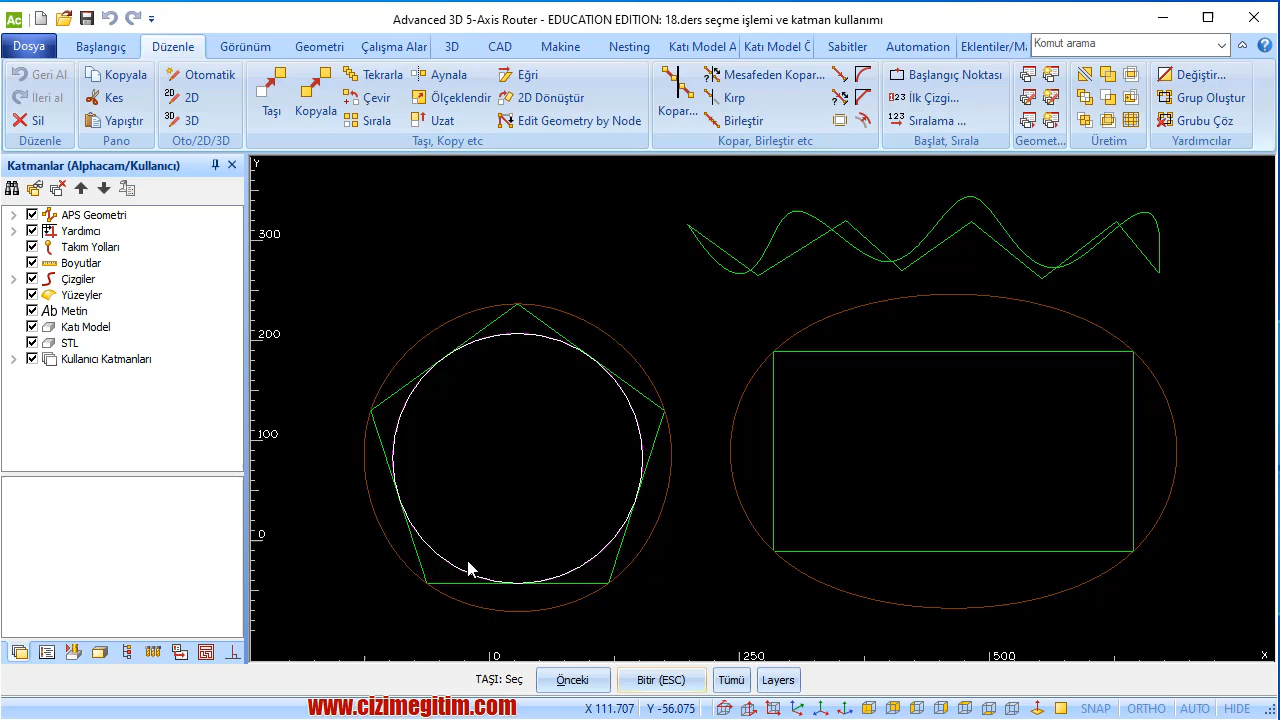 Advanced 3D 5-Axis Router - EDUCATION EDITION: 18.ders seçme işlemi ve katman kullanımı
Dosya Başlangıç Düzenle Görünüm Geometri Çalışma Alar 3D CAD Makine Nesting Katı Model A Katı Model Ç Sabitler Automation Eklentiler/M Komut arama
Geri Al Kopyala Otomatik Tekrarla Aynala Eğri Mesafeden Kopar... Başlangıç Noktası Değiştir...
İleri al Kes 2D 2D Taşı Kopyala Çevir Ölçeklendir 2D Dönüştür Kopar... Kırp 123 İlk Çizgi... Grup Oluştur
Sil Yapıştır 3D 3D Sırala Uzat Edit Geometry by Node Birleştir 123 Sıralama ... Grubu Çöz
Düzenle Pano Oto/2D/3D Taşı, Kopy etc Kopar, Birleştir etc Başlat, Sırala Geomet... Üretim Yardımcılar
Katmanlar (Alphacam/Kullanıcı)
APS Geometri
Yardımcı
Takım Yolları
Boyutlar
Çizgiler
Yüzeyler
Ab Metin
Katı Model
STL
Kullanıcı Katmanları
Y
300
200
100
0
0 250 500 X
TAŞI: Seç Önceki Bitir (ESC) Tümü Layers
www.cizimegitim.com X 111.707 Y -56.075 SNAP ORTHO AUTO HIDE